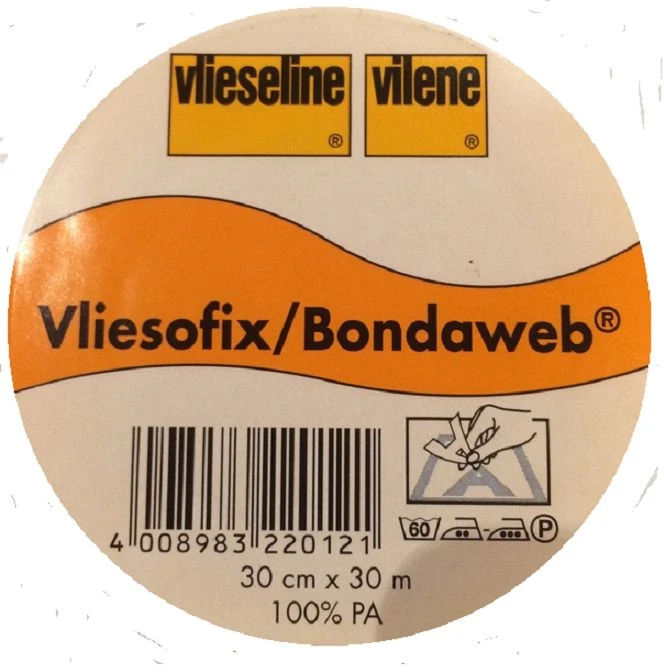 vlieseline ® vilene ®
Vliesofix/Bondaweb®
4 008983 220121
60 P
30 cm x 30 m
100% PA